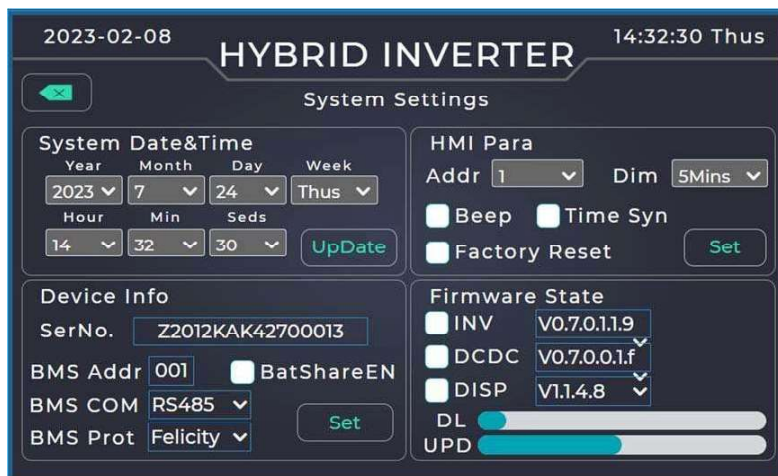 2023-02-08
HYBRID INVERTER
14:32:30 Thus
System Settings
System Date&Time
Year Month Day Week
2023 7 24 Thus
Hour Min Seds
14 32 30 UpDate
HMI Para
Addr 1 Dim 5Mins
Beep Time Syn
Factory Reset Set
Device Info
SerNo. Z2012KAK42700013
BMS Addr 001 BatShareEN
BMS COM RS485
BMS Prot Felicity Set
Firmware State
INV V0.7.0.1.1.9
DCDC V0.7.0.0.1.f
DISP V1.1.4.8
DL
UPD